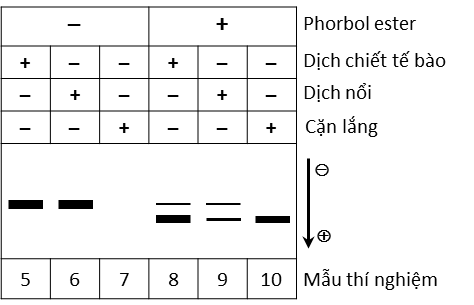 – + Phorbol ester
+ – – + – – Dịch chiết tế bào
– + – – + – Dịch nổi
– – + – – + Cặn lắng
⊖
⊕
5 6 7 8 9 10 Mẫu thí nghiệm